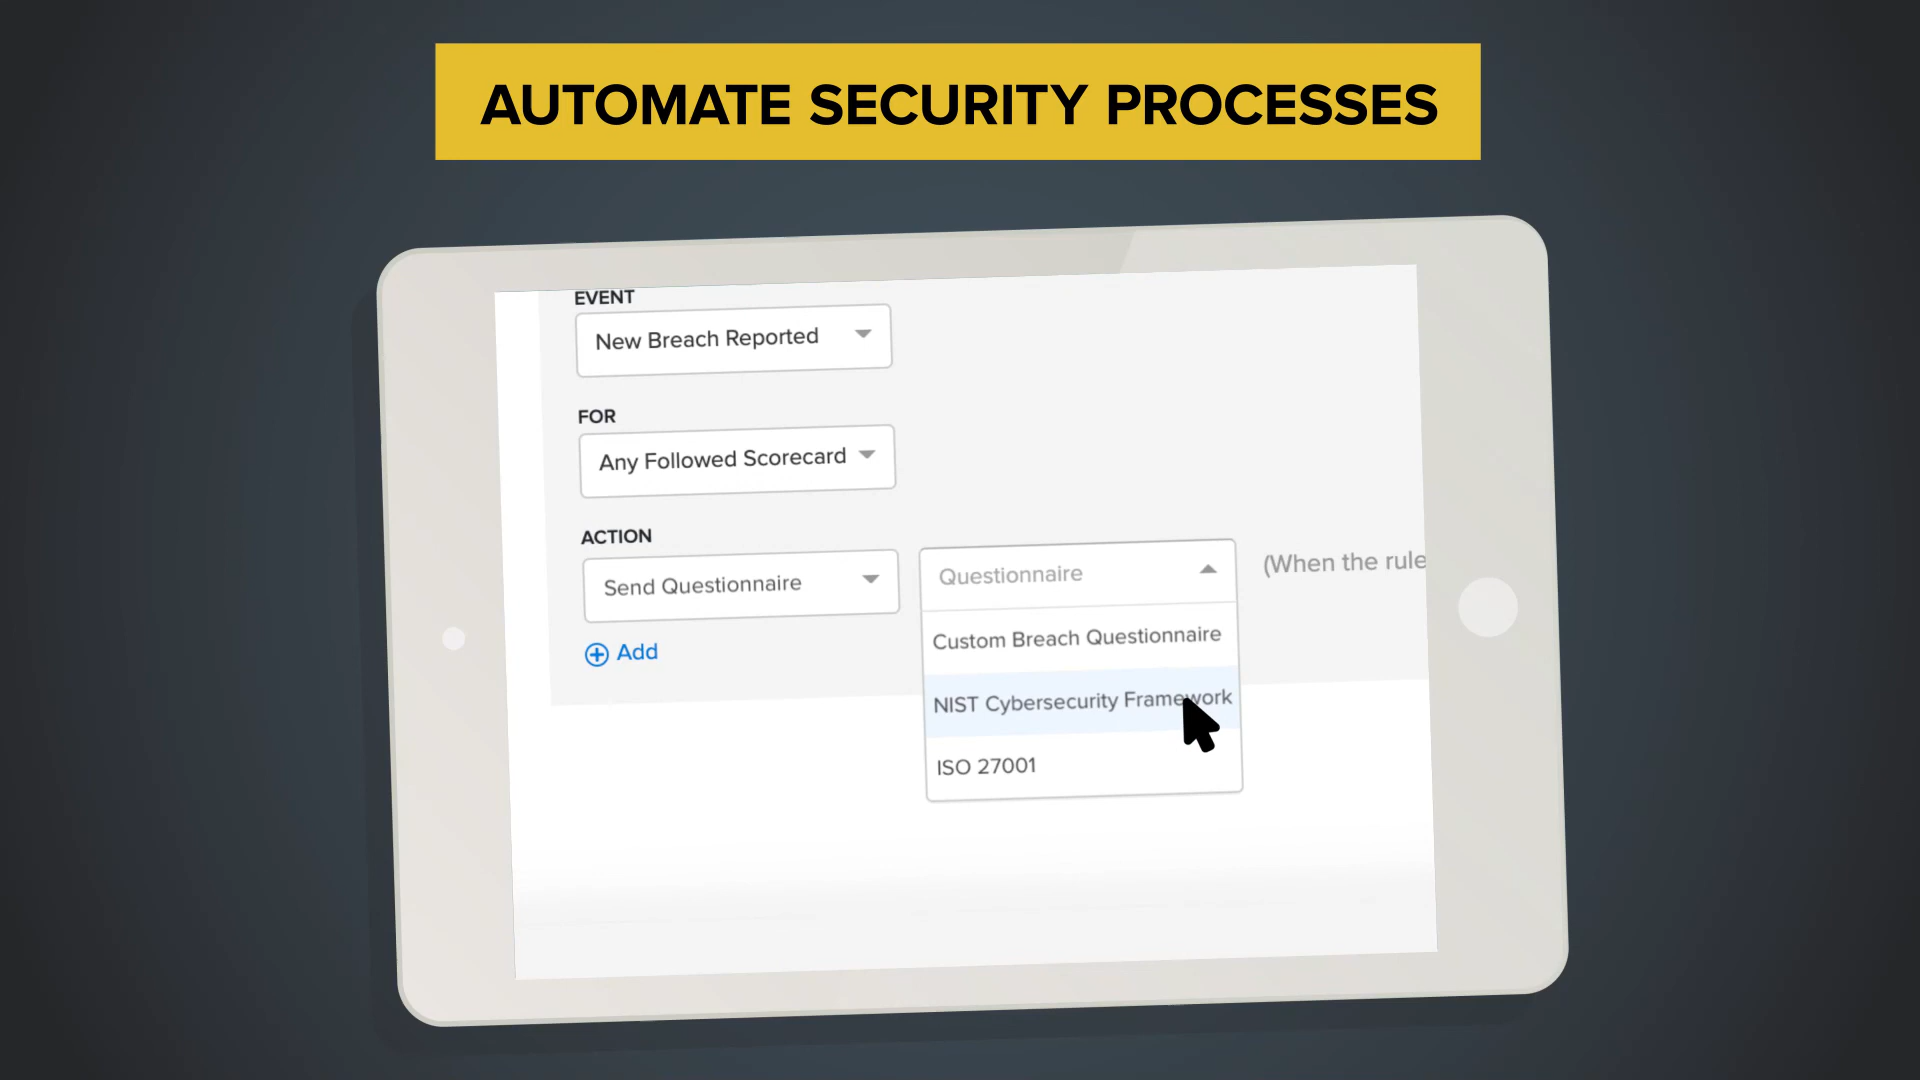 AUTOMATE SECURITY PROCESSES
EVENT
New Breach Reported
FOR
Any Followed Scorecard
ACTION
Send Questionnaire
Questionnaire
(When the rule
Custom Breach Questionnaire
NIST Cybersecurity Framework
ISO 27001
Add